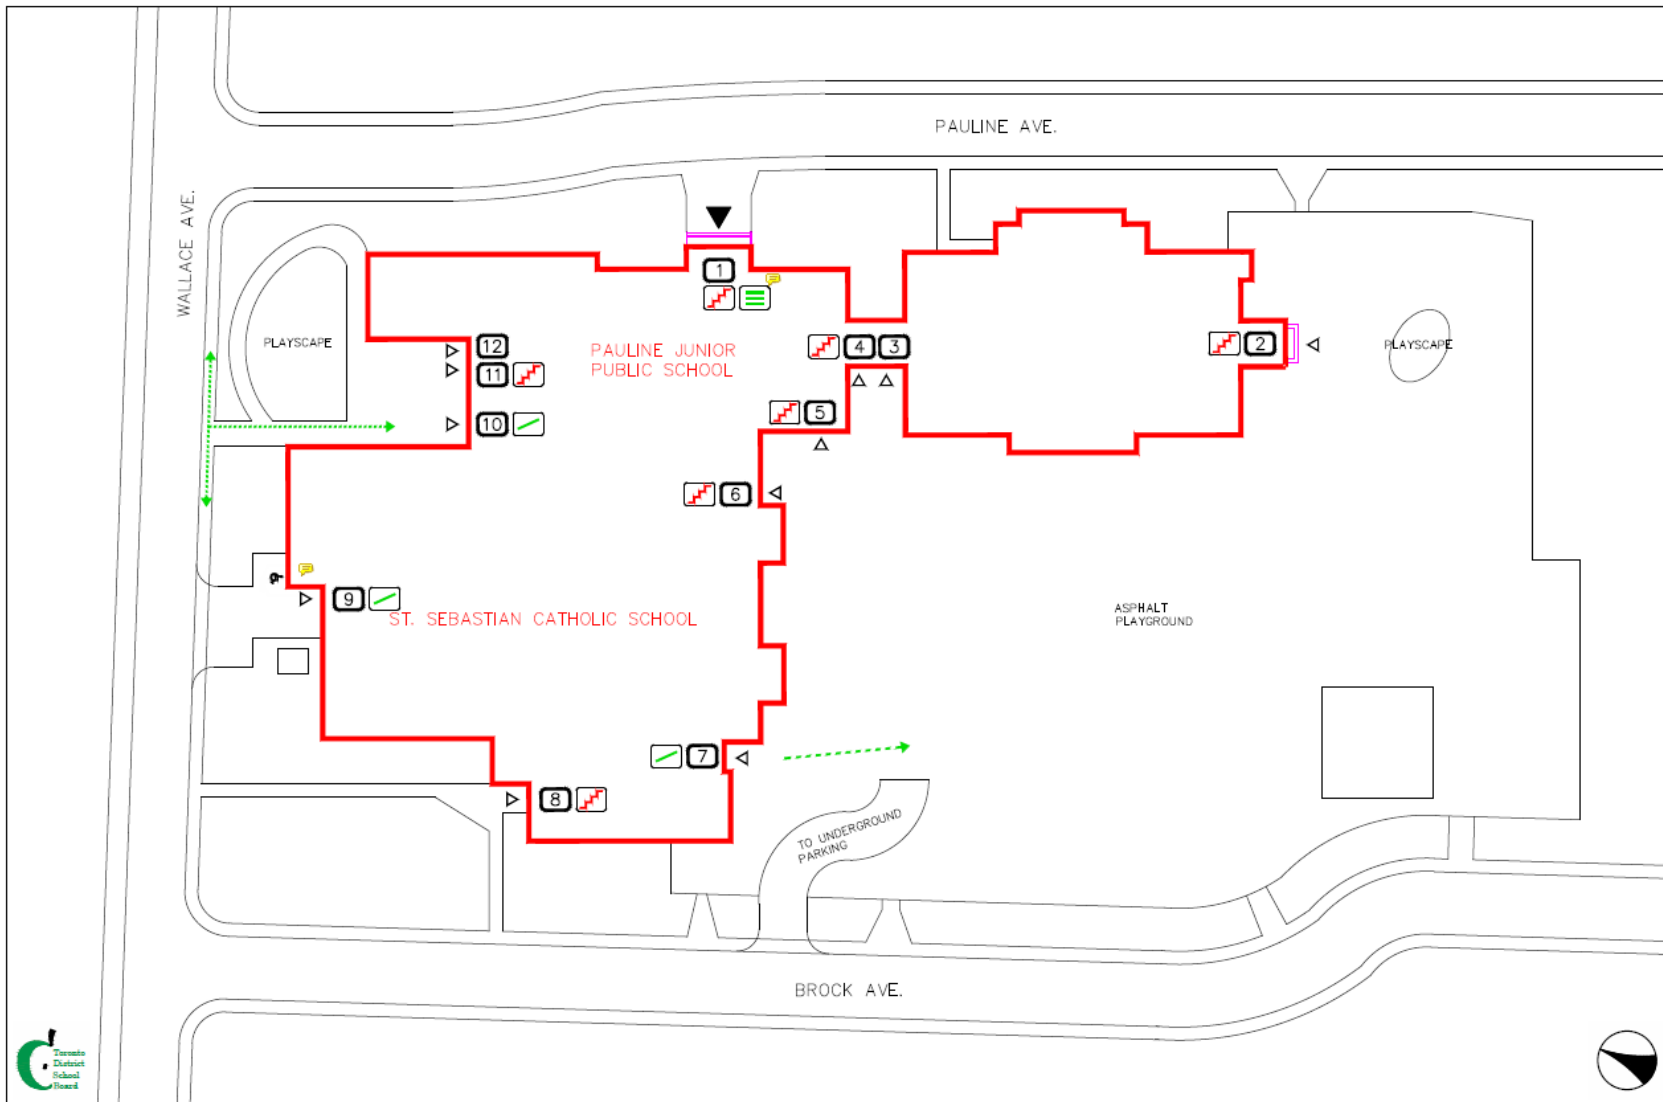 PAULINE AVE.
WALLACE AVE.
1
PLAYSCAPE
12
PAULINE JUNIOR
PUBLIC SCHOOL
4
3
2
PLAYSCAPE
11
5
10
6
9
ST. SEBASTIAN CATHOLIC SCHOOL
ASPHALT
PLAYGROUND
7
8
TO UNDERGROUND
PARKING
BROCK AVE.
Toronto
District
School
Board